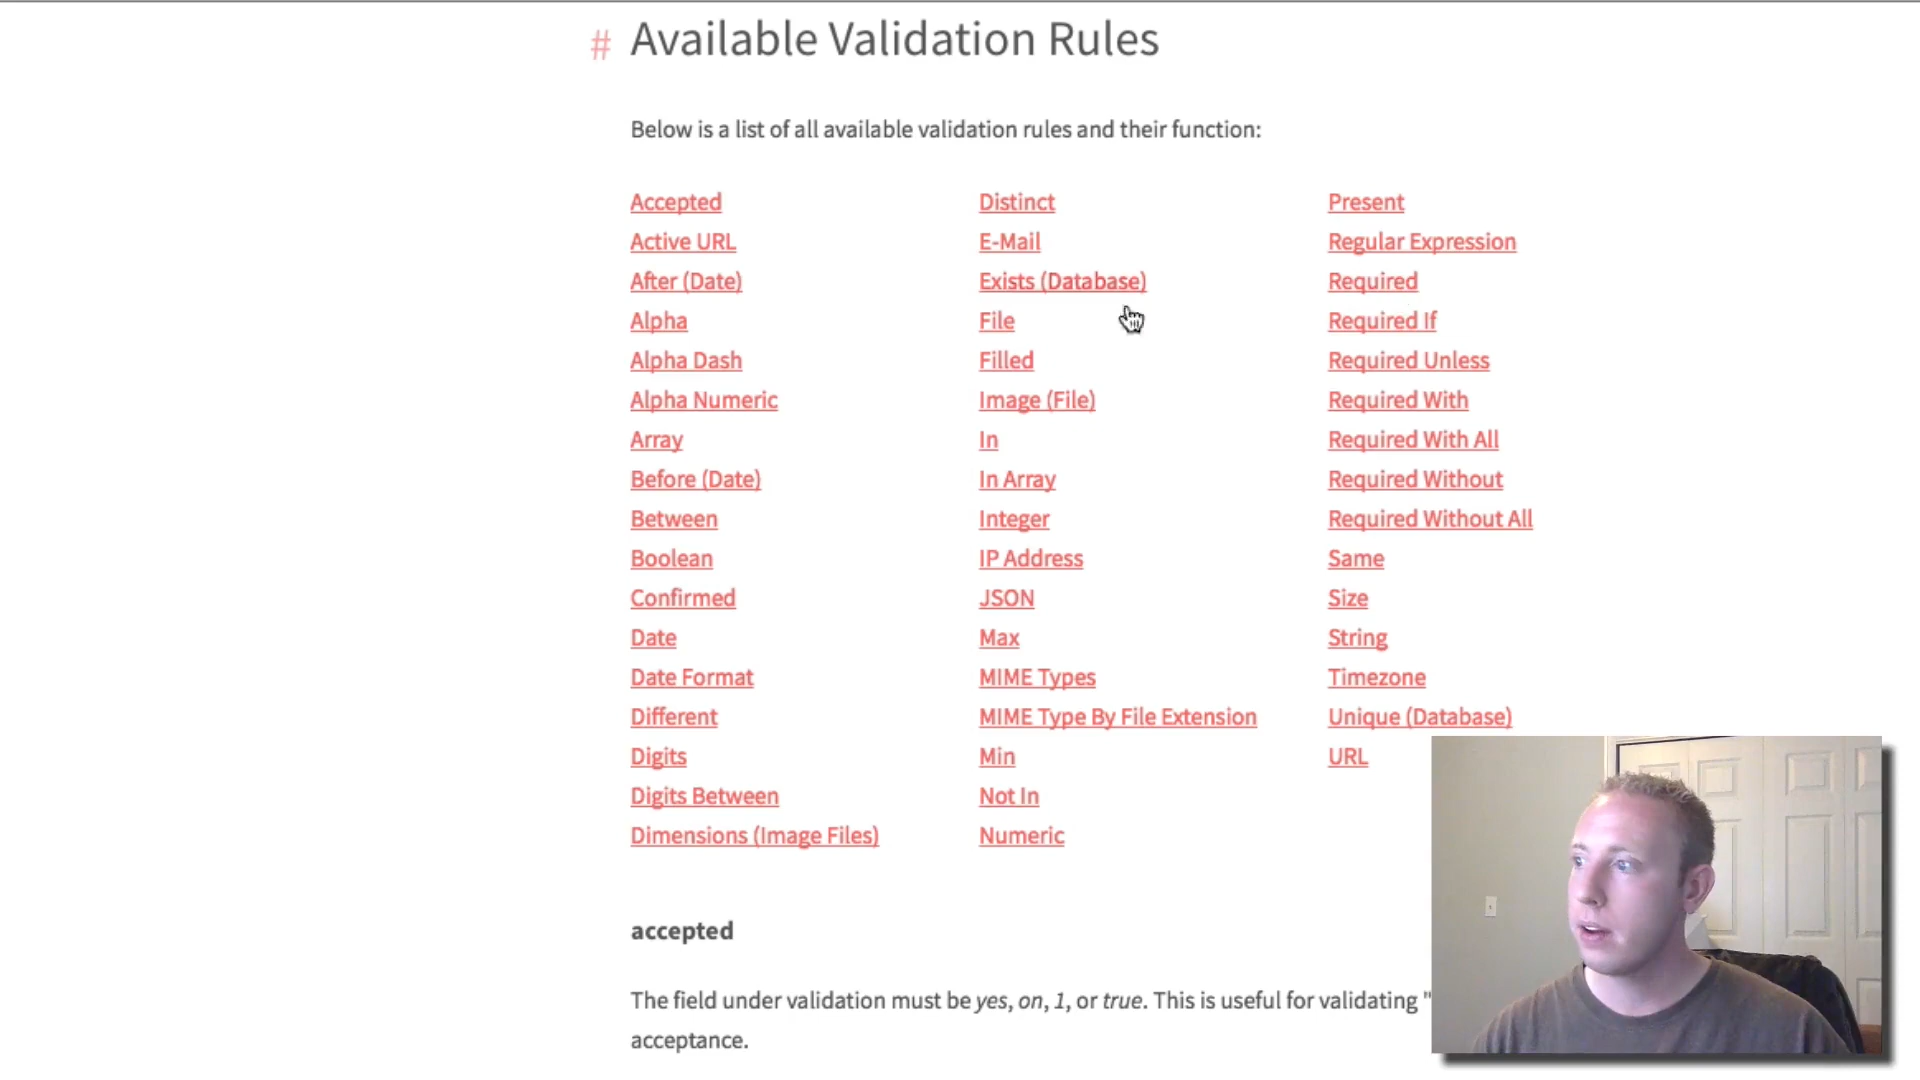 # Available Validation Rules
Below is a list of all available validation rules and their function:
Accepted
Active URL
After (Date)
Alpha
Alpha Dash
Alpha Numeric
Array
Before (Date)
Between
Boolean
Confirmed
Date
Date Format
Different
Digits
Digits Between
Dimensions (Image Files)
Distinct
E-Mail
Exists (Database)
File
Filled
Image (File)
In
In Array
Integer
IP Address
JSON
Max
MIME Types
MIME Type By File Extension
Min
Not In
Numeric
Present
Regular Expression
Required
Required If
Required Unless
Required With
Required With All
Required Without
Required Without All
Same
Size
String
Timezone
Unique (Database)
URL
accepted
The field under validation must be yes, on, 1, or true. This is useful for validating "
acceptance.